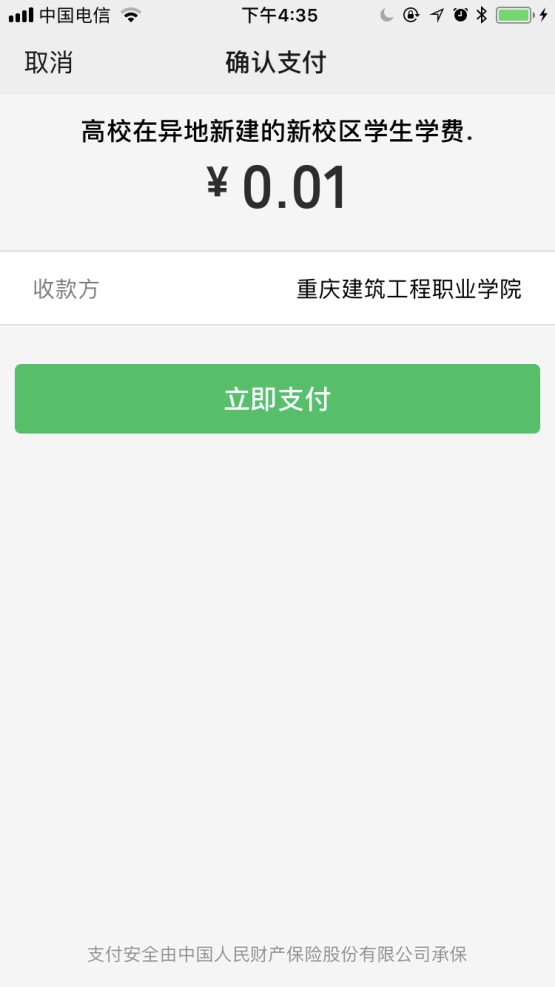 中国电信 下午4:35
取消 确认支付
高校在异地新建的新校区学生学费.
¥ 0.01
收款方 重庆建筑工程职业学院
立即支付
支付安全由中国人民财产保险股份有限公司承保